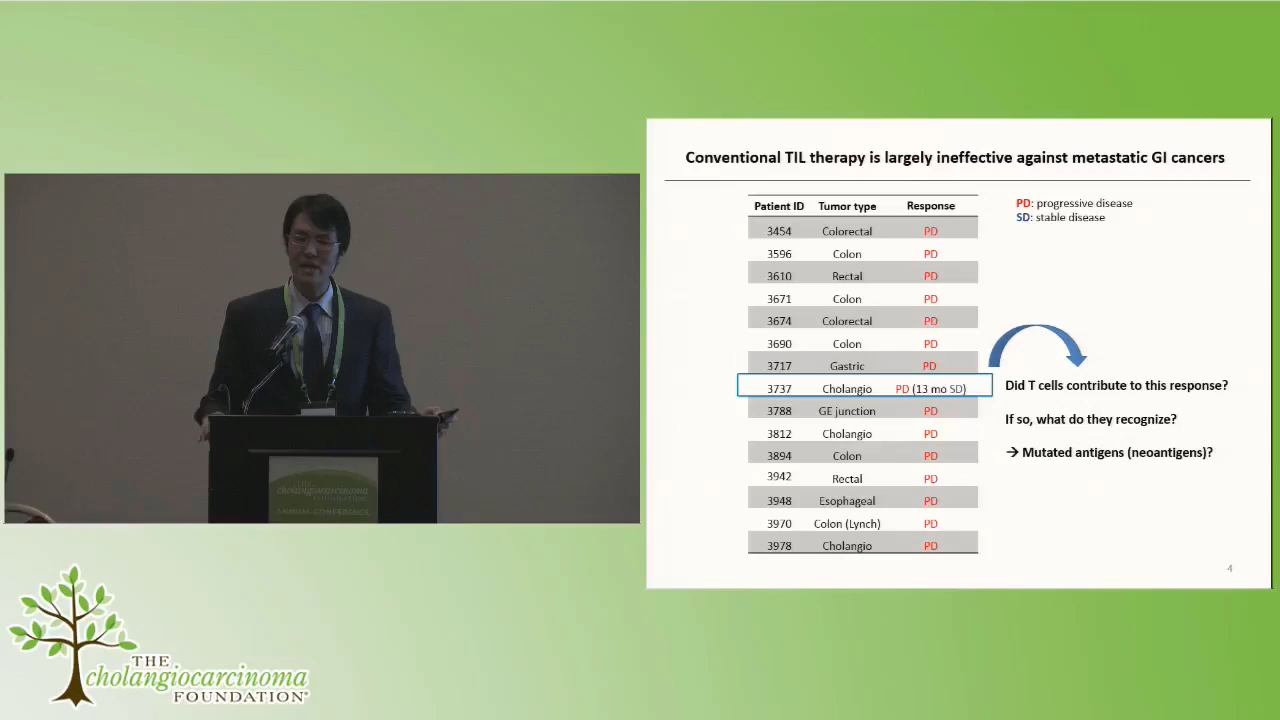 Conventional TIL therapy is largely ineffective against metastatic GI cancers
Patient ID Tumor type Response
3454 Colorectal PD
3596 Colon PD
3610 Rectal PD
3671 Colon PD
3674 Colorectal PD
3690 Colon PD
3717 Gastric PD
3737 Cholangio PD (13 mo SD)
3788 GE junction PD
3812 Cholangio PD
3894 Colon PD
3942 Rectal PD
3948 Esophageal PD
3970 Colon (Lynch) PD
3978 Cholangio PD
PD: progressive disease
SD: stable disease
Did T cells contribute to this response?
If so, what do they recognize?
→ Mutated antigens (neoantigens)?
4
cholangiocarcinoma
FOUNDATION
ANNUAL CONFERENCE
THE
cholangiocarcinoma
FOUNDATION®